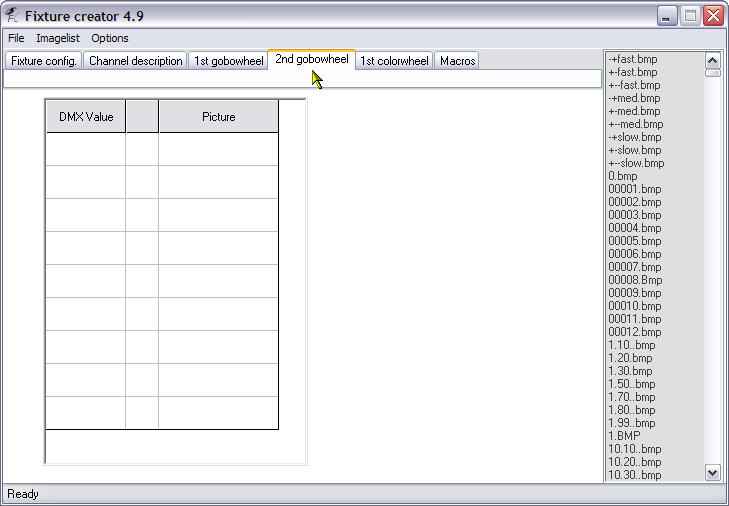 Fixture creator 4.9
File Imagelist Options
Fixture config. Channel description 1st gobowheel 2nd gobowheel 1st colorwheel Macros
DMX Value Picture
-+fast.bmp
+-fast.bmp
+--fast.bmp
-+med.bmp
+-med.bmp
+--med.bmp
-+slow.bmp
+-slow.bmp
+--slow.bmp
0.bmp
00001.bmp
00002.bmp
00003.bmp
00004.bmp
00005.bmp
00006.bmp
00007.bmp
00008.Bmp
00009.bmp
00010.bmp
00011.bmp
00012.bmp
1.10..bmp
1.20.bmp
1.30.bmp
1.50..bmp
1.70..bmp
1.80..bmp
1.99..bmp
1.BMP
10.10..bmp
10.20..bmp
10.30..bmp
Ready